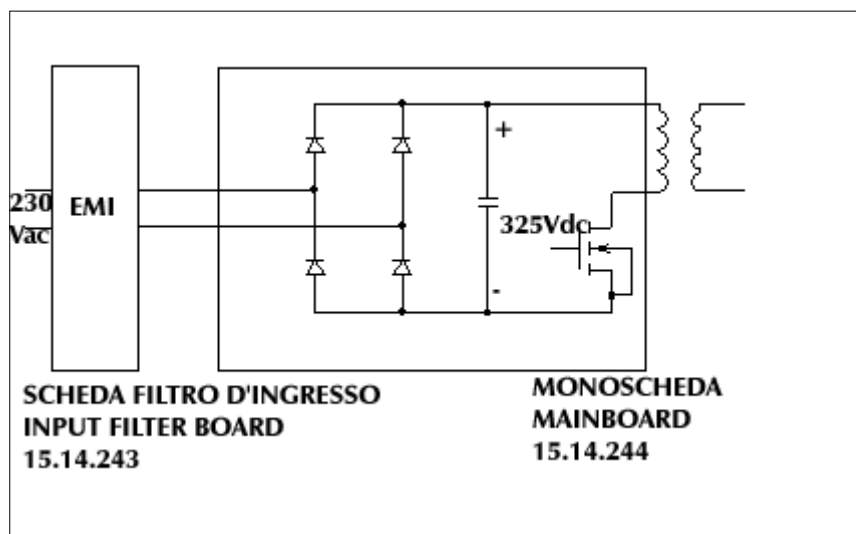 230
Vac
EMI
+
325Vdc
-
SCHEDA FILTRO D'INGRESSO
INPUT FILTER BOARD
15.14.243
MONOSCHEDA
MAINBOARD
15.14.244